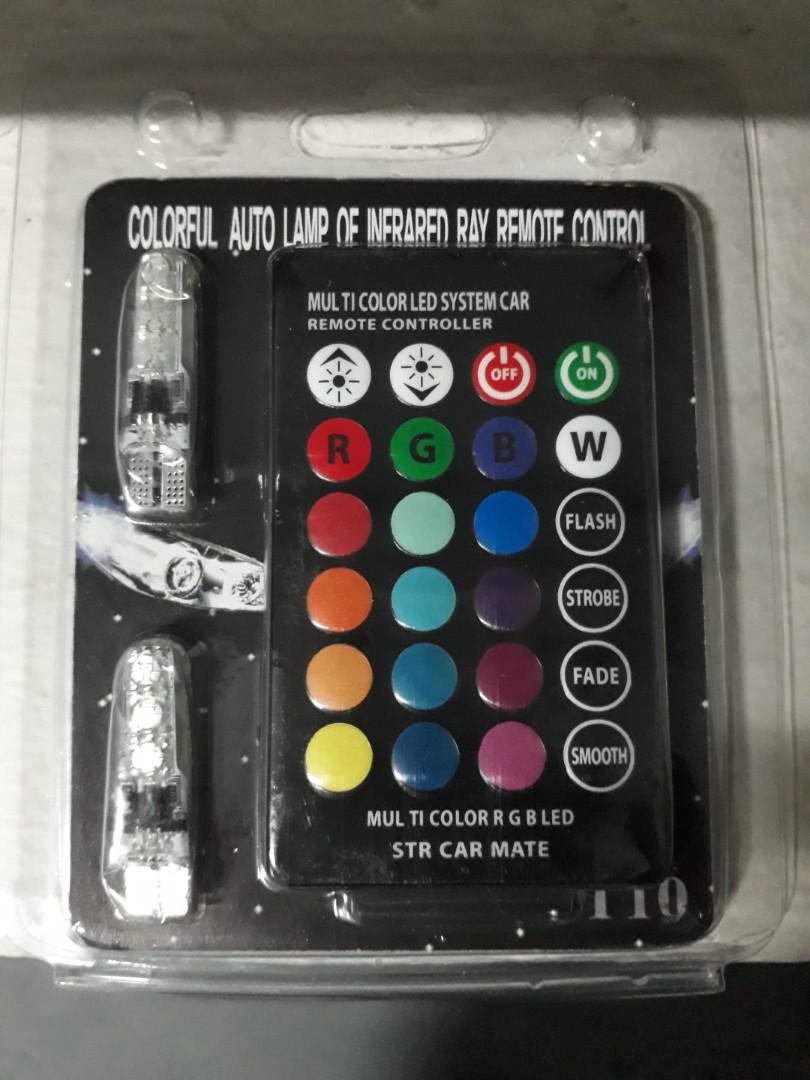 COLORFUL AUTO LAMP OF INFRARED RAY REMOTE CONTROL
MUL TI COLOR LED SYSTEM CAR
REMOTE CONTROLLER
OFF ON
R G B W
FLASH
STROBE
FADE
SMOOTH
MUL TI COLOR R G B LED
STR CAR MATE